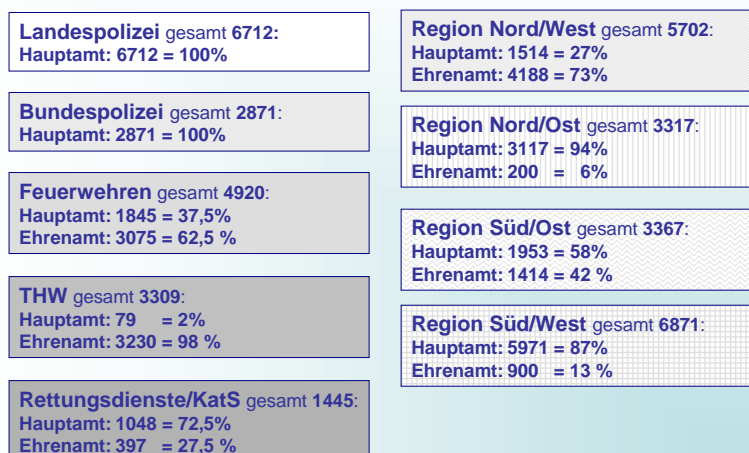 Landespolizei gesamt 6712:
Hauptamt: 6712 = 100%
Bundespolizei gesamt 2871:
Hauptamt: 2871 = 100%
Feuerwehren gesamt 4920:
Hauptamt: 1845 = 37,5%
Ehrenamt: 3075 = 62,5 %
THW gesamt 3309:
Hauptamt: 79 = 2%
Ehrenamt: 3230 = 98 %
Rettungsdienste/KatS gesamt 1445:
Hauptamt: 1048 = 72,5%
Ehrenamt: 397 = 27,5 %
Region Nord/West gesamt 5702:
Hauptamt: 1514 = 27%
Ehrenamt: 4188 = 73%
Region Nord/Ost gesamt 3317:
Hauptamt: 3117 = 94%
Ehrenamt: 200 = 6%
Region Süd/Ost gesamt 3367:
Hauptamt: 1953 = 58%
Ehrenamt: 1414 = 42 %
Region Süd/West gesamt 6871:
Hauptamt: 5971 = 87%
Ehrenamt: 900 = 13 %